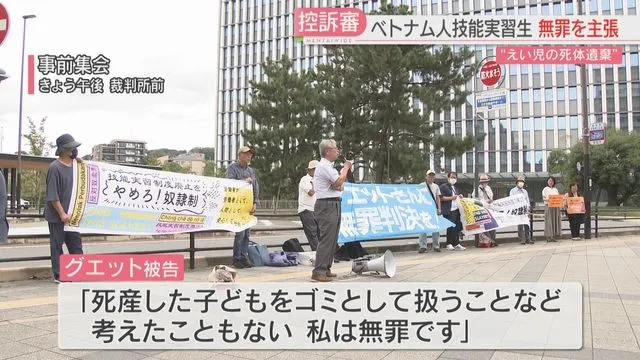 控訴審
MENTAIWIDE
ベトナム人技能実習生 無罪を主張
"えい児の死体遺棄"
事前集会
きょう午後 裁判所前
技能実習制度廃止を
やめろ!奴隷制
無罪判決を
グエット被告
「死産した子どもをゴミとして扱うことなど
考えたこともない 私は無罪です」